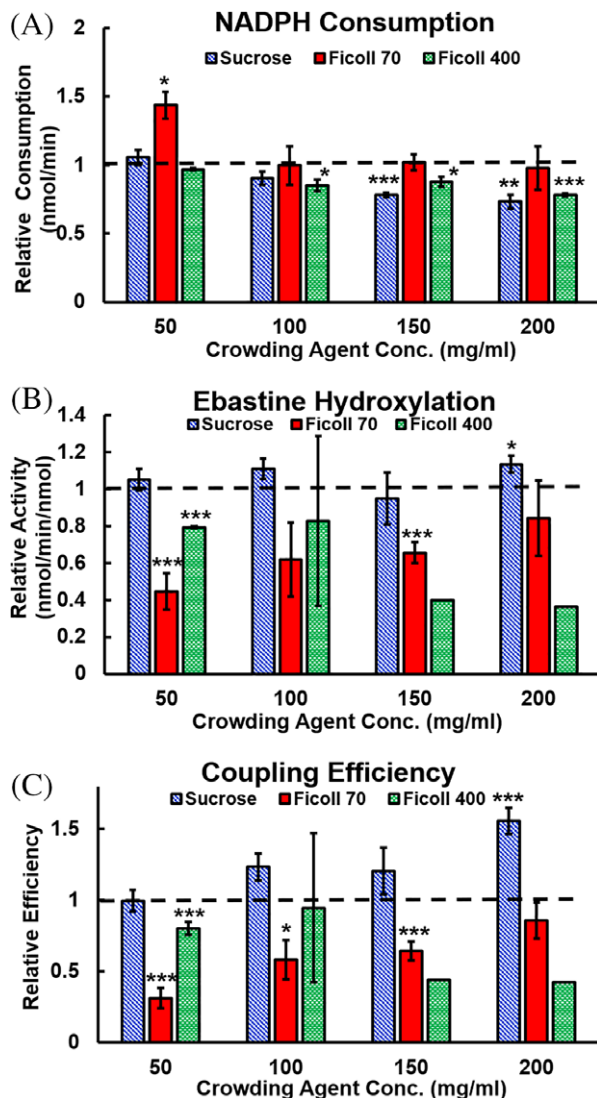 (A) NADPH Consumption
Sucrose Ficoll 70 Ficoll 400
Relative Consumption
(nmol/min)
2
1.5
1
0.5
0
*
*
***
*
**
***
50 100 150 200
Crowding Agent Conc. (mg/ml)
(B) Ebastine Hydroxylation
Sucrose Ficoll 70 Ficoll 400
Relative Activity
(nmol/min/nmol)
1.4
1.2
1
0.8
0.6
0.4
0.2
0
***
***
***
*
50 100 150 200
Crowding Agent Conc. (mg/ml)
(C) Coupling Efficiency
Sucrose Ficoll 70 Ficoll 400
Relative Efficiency
1.5
1
0.5
0
***
***
*
***
***
50 100 150 200
Crowding Agent Conc. (mg/ml)